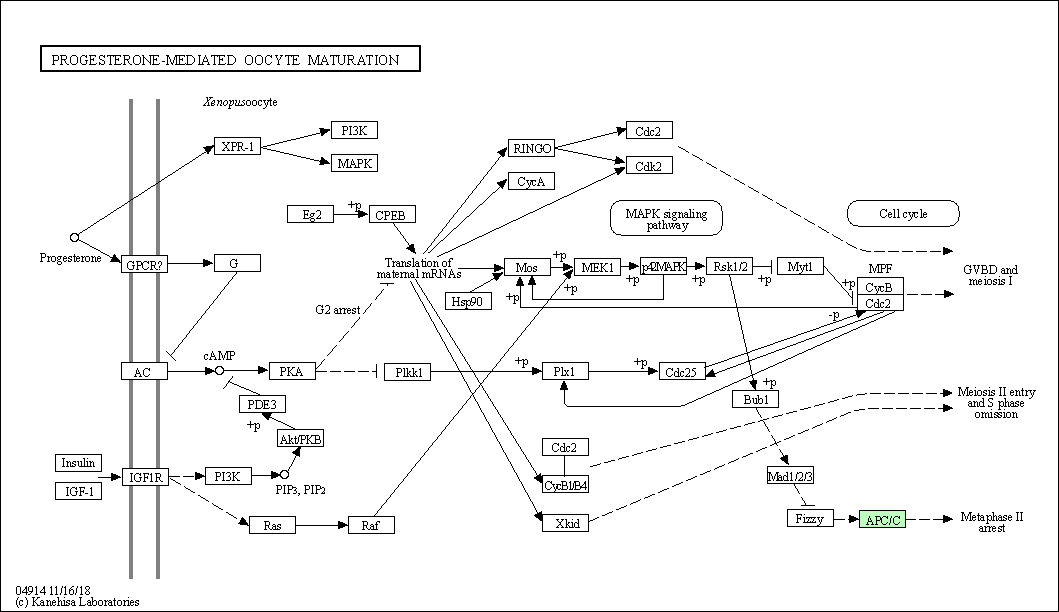 PROGESTERONE-MEDIATED OOCYTE MATURATION
Xenopus oocyte
XPR-1
PI3K
MAPK
RINGO
Cdc2
Cdk2
CycA
Eg2
+p
CPEB
MAPK signaling
pathway
Cell cycle
Progesterone
GPCR?
G
Translation of
maternal mRNAs
Mos
+p
MEK1
+p
p42MAPK
+p
Rsk1/2
+p
Myt1
+p
MPF
CycB
Cdc2
GVBD and
meiosis I
Hsp90
+p
+p
-p
G2 arrest
AC
cAMP
PKA
Plkk1
+p
Plx1
+p
Cdc25
PDE3
+p
Akt/PKB
+p
Bub1
Meiosis II entry
and S phase
omission
Cdc2
CycB1/B4
Insulin
IGF-1
IGF1R
PI3K
PIP3, PIP2
Mad1/2/3
Ras
Raf
Xkid
Fizzy
APC/C
Metaphase II
arrest
04914 11/16/18
(c) Kanehisa Laboratories